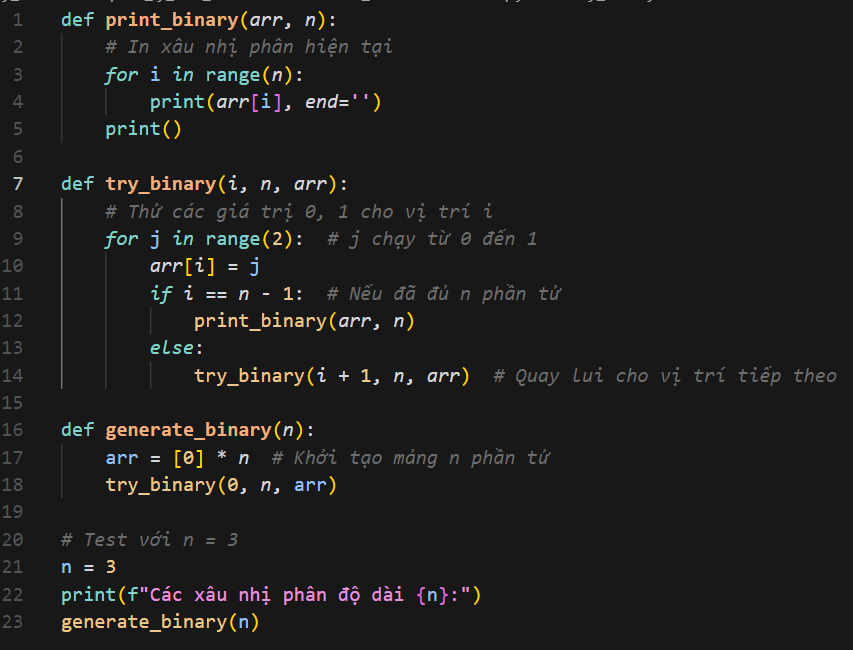 1 def print_binary(arr, n):
2     # In xâu nhị phân hiện tại
3     for i in range(n):
4         print(arr[i], end='')
5     print()
6
7 def try_binary(i, n, arr):
8     # Thử các giá trị 0, 1 cho vị trí i
9     for j in range(2):  # j chạy từ 0 đến 1
10         arr[i] = j
11         if i == n - 1:  # Nếu đã đủ n phần tử
12             print_binary(arr, n)
13         else:
14             try_binary(i + 1, n, arr)  # Quay lui cho vị trí tiếp theo
15
16 def generate_binary(n):
17     arr = [0] * n  # Khởi tạo mảng n phần tử
18     try_binary(0, n, arr)
19
20 # Test với n = 3
21 n = 3
22 print(f"Các xâu nhị phân độ dài {n}:")
23 generate_binary(n)